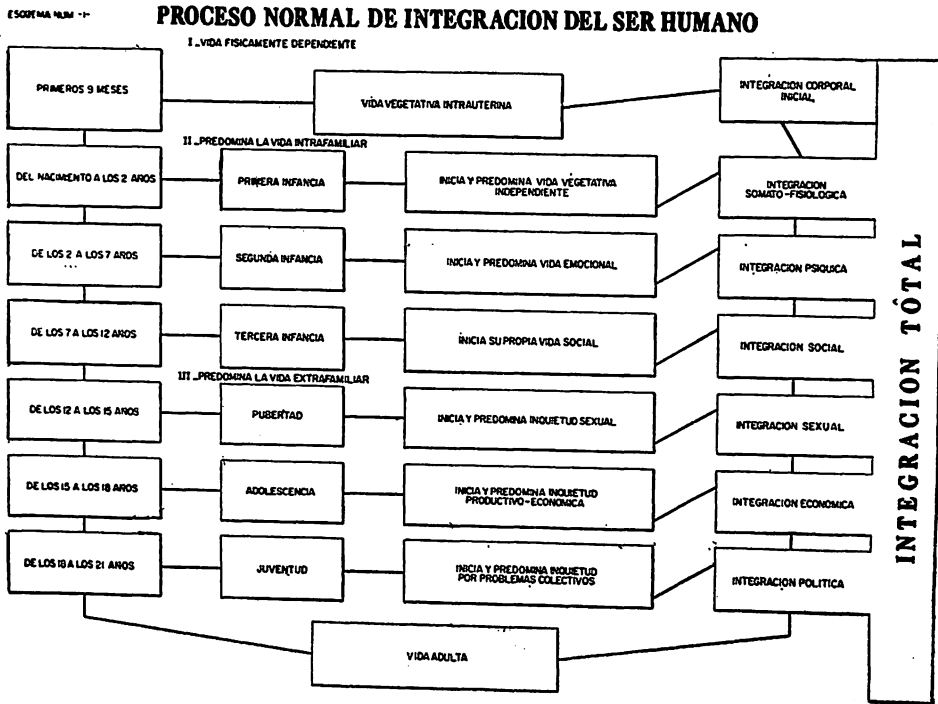 ESQUEMA NUM -1-
PROCESO NORMAL DE INTEGRACION DEL SER HUMANO
I _VIDA FISICAMENTE DEPENDIENTE
PRIMEROS 9 MESES
VIDA VEGETATIVA INTRAUTERINA
INTEGRACION CORPORAL
INICIAL
II _PREDOMINA LA VIDA INTRAFAMILIAR
DEL NACIMIENTO A LOS 2 AÑOS
PRIMERA INFANCIA
INICIA Y PREDOMINA VIDA VEGETATIVA
INDEPENDIENTE
INTEGRACION
SOMATO-FISIOLOGICA
DE LOS 2 A LOS 7 AÑOS
SEGUNDA INFANCIA
INICIA Y PREDOMINA VIDA EMOCIONAL
INTEGRACION PSIQUICA
DE LOS 7 A LOS 12 AÑOS
TERCERA INFANCIA
INICIA SU PROPIA VIDA SOCIAL
INTEGRACION SOCIAL
III _PREDOMINA LA VIDA EXTRAFAMILIAR
DE LOS 12 A LOS 15 AÑOS
PUBERTAD
INICIA Y PREDOMINA INQUIETUD SEXUAL
INTEGRACION SEXUAL
DE LOS 15 A LOS 18 AÑOS
ADOLESCENCIA
INICIA Y PREDOMINA INQUIETUD
PRODUCTIVO-ECONOMICA
INTEGRACION ECONOMICA
DE LOS 18 A LOS 21 AÑOS
JUVENTUD
INICIA Y PREDOMINA INQUIETUD
POR PROBLEMAS COLECTIVOS
INTEGRACION POLITICA
VIDA ADULTA
INTEGRACION TOTAL